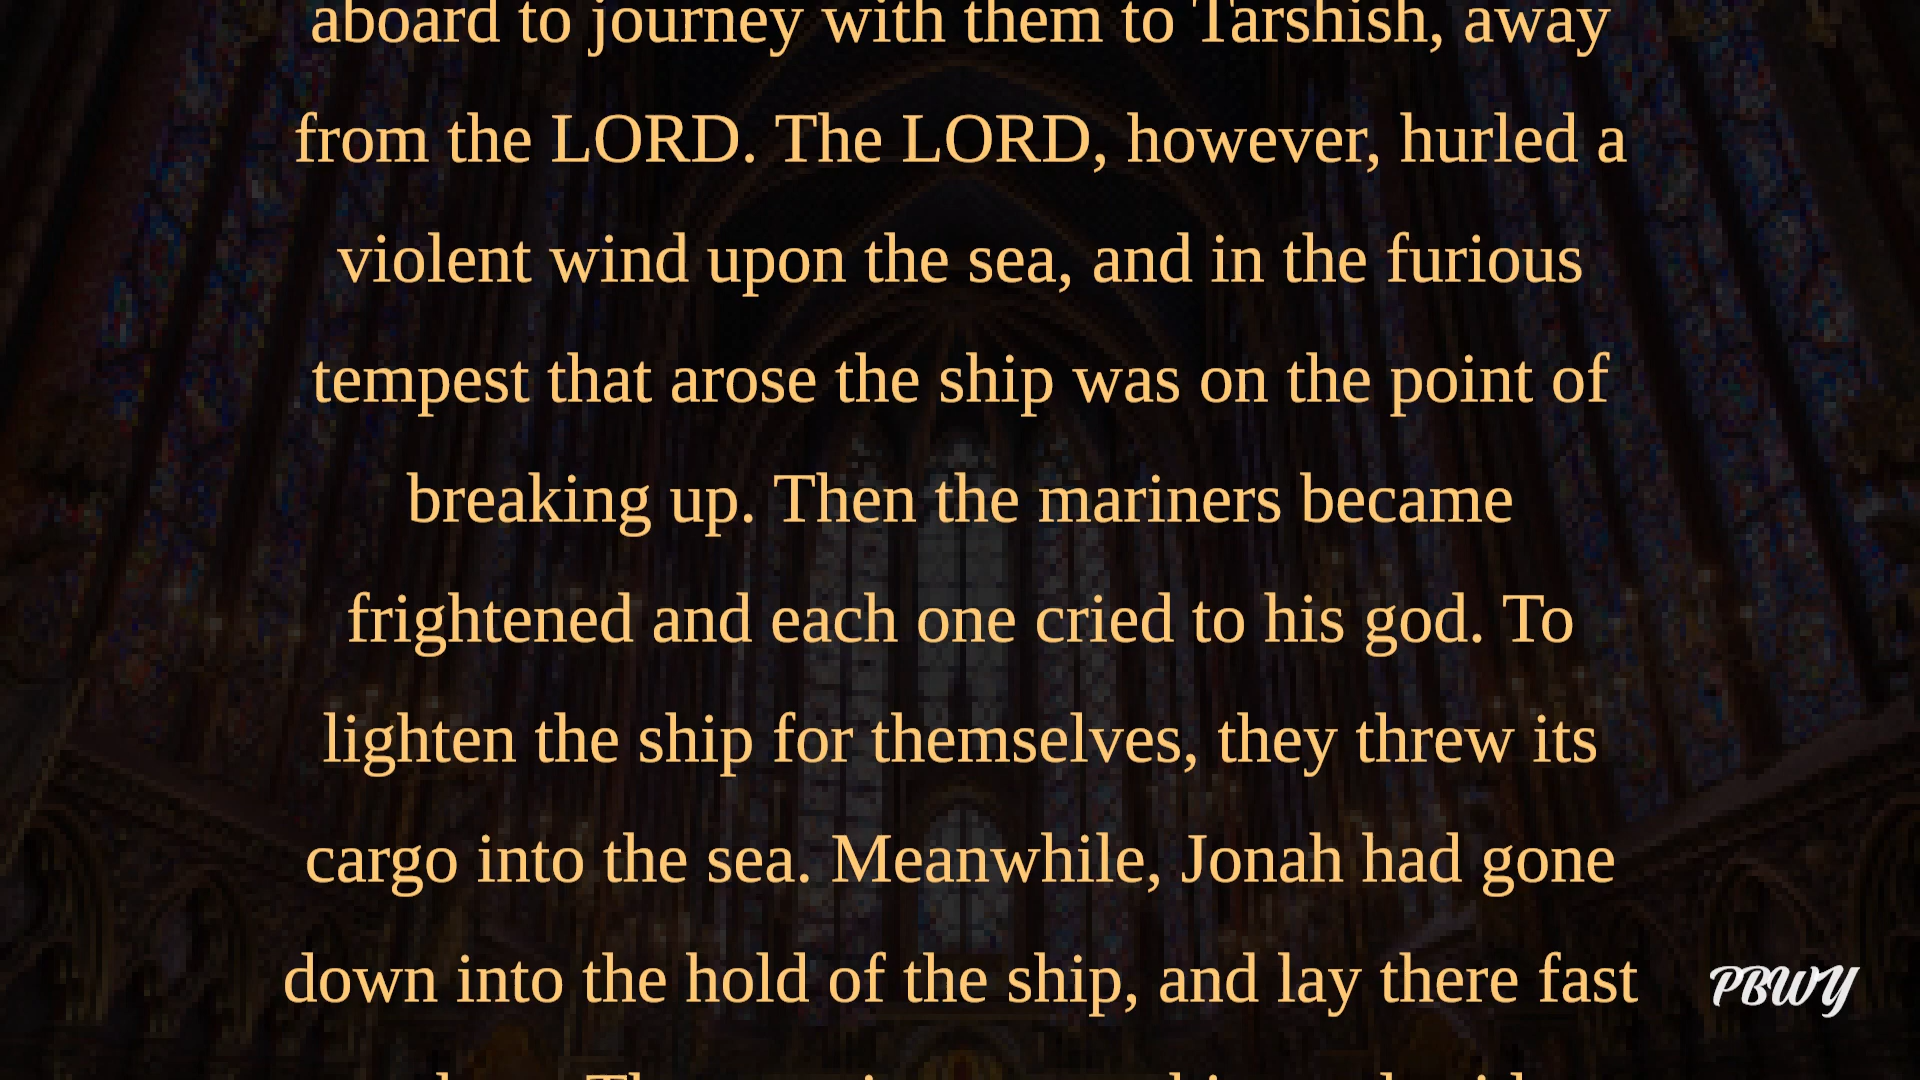 aboard to journey with them to Tarshish, away
from the LORD. The LORD, however, hurled a
violent wind upon the sea, and in the furious
tempest that arose the ship was on the point of
breaking up. Then the mariners became
frightened and each one cried to his god. To
lighten the ship for themselves, they threw its
cargo into the sea. Meanwhile, Jonah had gone
down into the hold of the ship, and lay there fast
PBWY